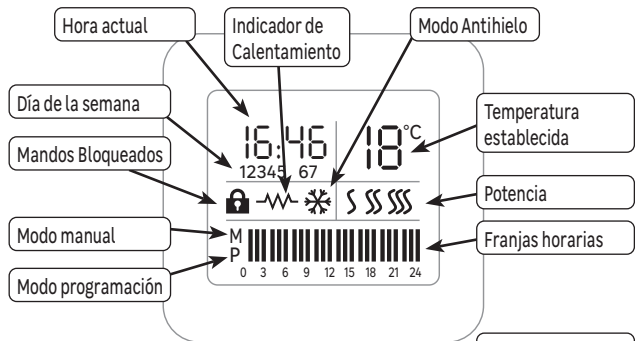 Hora actual
Indicador de
Calentamiento
Modo Antihielo
Día de la semana
Mandos Bloqueados
Modo manual
Modo programación
16:46
18°C
12345 67
M
P
0 3 6 9 12 15 18 21 24
Temperatura
establecida
Potencia
Franjas horarias